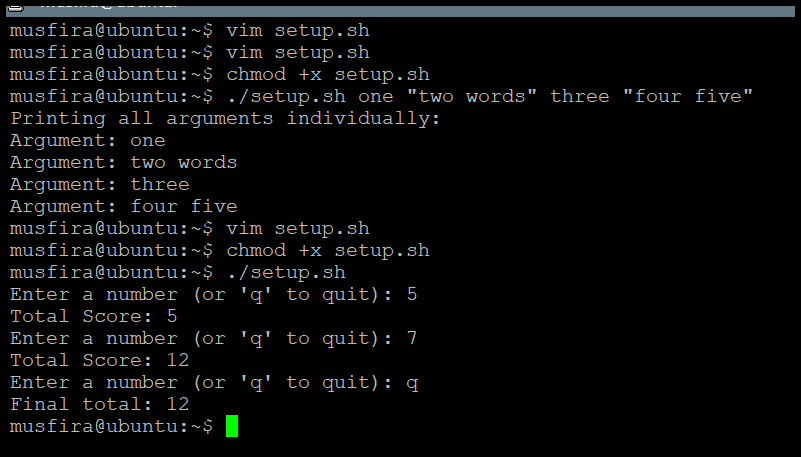 musfira@ubuntu:~$ vim setup.sh
musfira@ubuntu:~$ vim setup.sh
musfira@ubuntu:~$ chmod +x setup.sh
musfira@ubuntu:~$ ./setup.sh one "two words" three "four five"
Printing all arguments individually:
Argument: one
Argument: two words
Argument: three
Argument: four five
musfira@ubuntu:~$ vim setup.sh
musfira@ubuntu:~$ chmod +x setup.sh
musfira@ubuntu:~$ ./setup.sh
Enter a number (or 'q' to quit): 5
Total Score: 5
Enter a number (or 'q' to quit): 7
Total Score: 12
Enter a number (or 'q' to quit): q
Final total: 12
musfira@ubuntu:~$